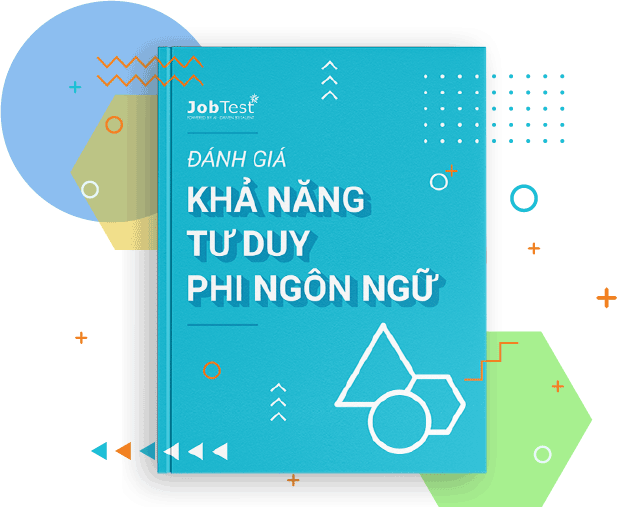 JobTest
ĐÁNH GIÁ
KHẢ NĂNG
TƯ DUY
PHI NGÔN NGỮ